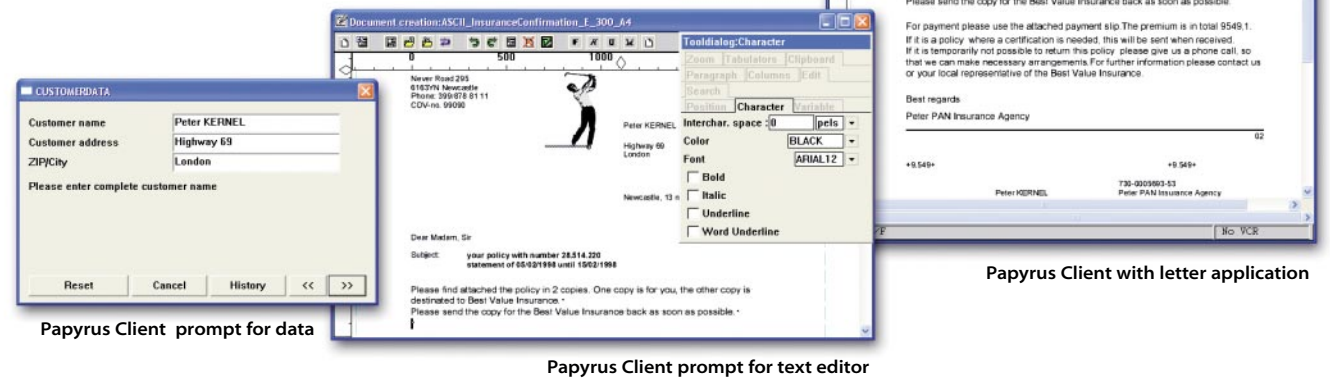 CUSTOMERDATA
Customer name Peter KERNEL
Customer address Highway 69
ZIP/City London
Please enter complete customer name
Reset Cancel History << >>
Papyrus Client prompt for data
Document creation:ASCII_InsuranceConfirmation_E_300_A4
0 500 1000
Never Road 295
6163YN Newcastle
Phone: 399/878 81 11
CDV-no. 99090
Peter KERNEL
Highway 69
London
Newcastle, 13
Dear Madam, Sir
Subject: your policy with number 28.514.220
statement of 05/02/1998 until 15/02/1998
Please find attached the policy in 2 copies. One copy is for you, the other copy is
destinated to Best Value Insurance.
Please send the copy for the Best Value Insurance back as soon as possible.
Tooldialog:Character
Zoom Tabulators Clipboard
Paragraph Columns Edit
Search
Position Character Variable
Interchar. space :0 pels
Color BLACK
Font ARIAL12
Bold
Italic
Underline
Word Underline
Papyrus Client prompt for text editor
Please send the copy for the Best Value Insurance back as soon as possible.
For payment please use the attached payment slip.The premium is in total 9549,1.
If it is a policy where a certification is needed, this will be sent when received.
If it is temporarily not possible to return this policy please give us a phone call, so
that we can make necessary arrangements.For further information please contact us
or your local representative of the Best Value Insurance.
Best regards
Peter PAN Insurance Agency
02
+9.549+ +9.549+
730-0005693-53
Peter KERNEL Peter PAN Insurance Agency
No VCR
Papyrus Client with letter application